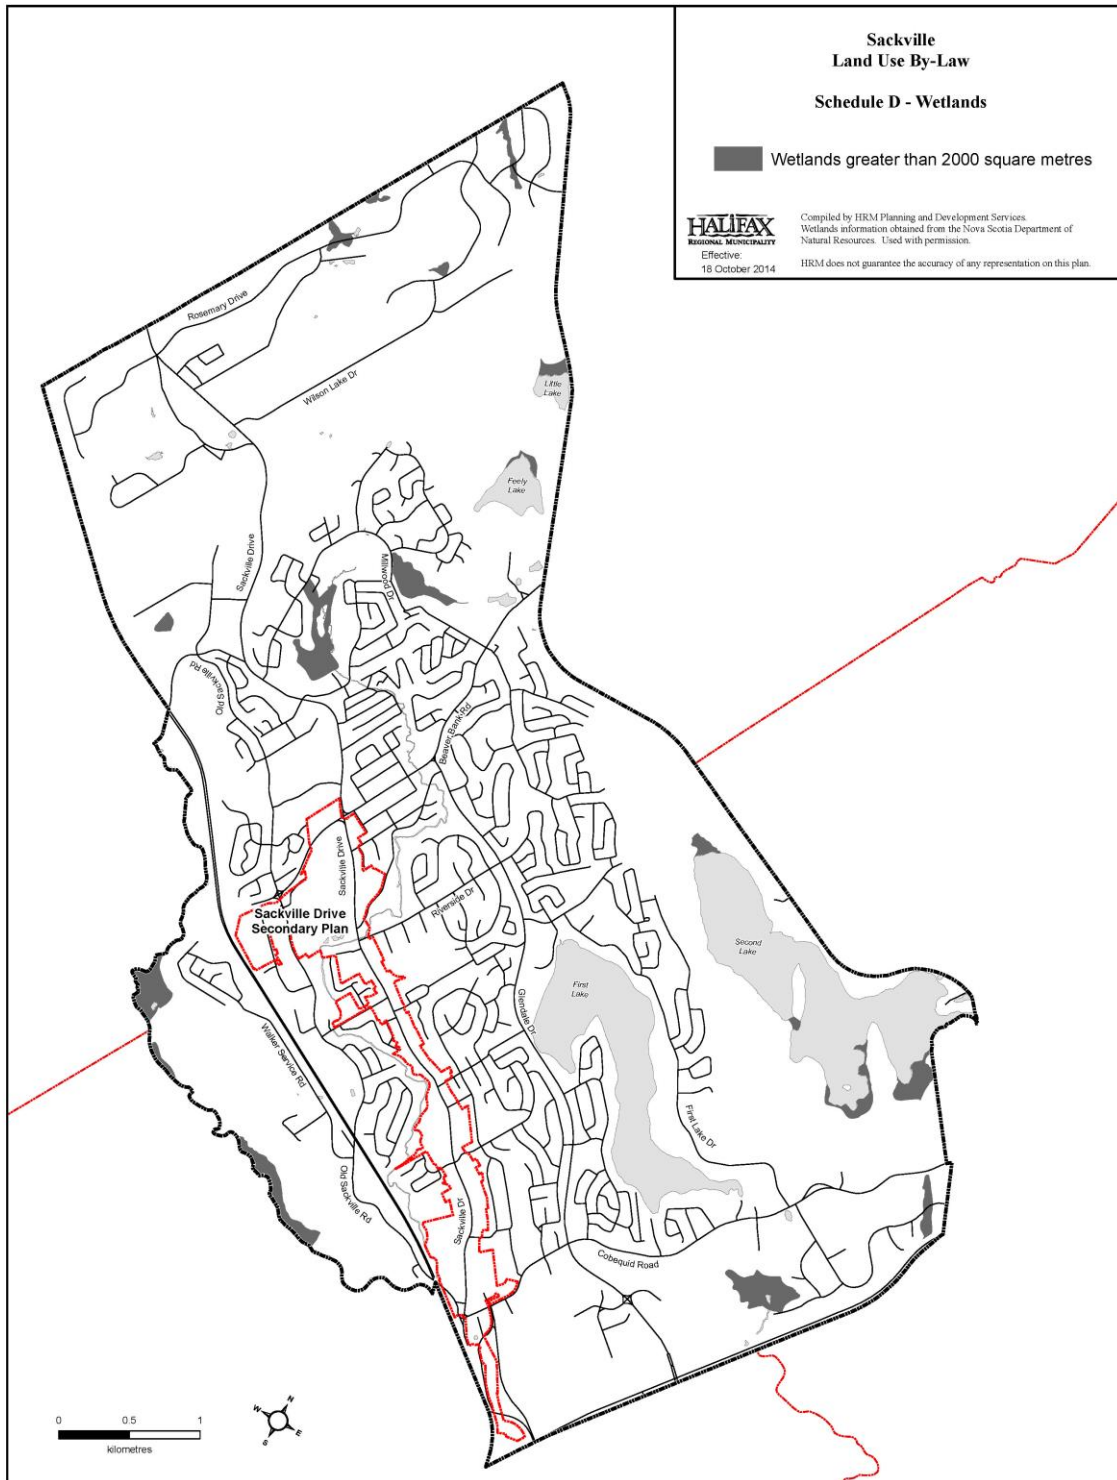 Sackville
Land Use By-Law
Schedule D - Wetlands
Wetlands greater than 2000 square metres
HALIFAX
REGIONAL MUNICIPALITY
Effective:
18 October 2014
Compiled by HRM Planning and Development Services.
Wetlands information obtained from the Nova Scotia Department of
Natural Resources. Used with permission.
HRM does not guarantee the accuracy of any representation on this plan.
Rosemary Drive
Wilson Lake Dr
Little
Lake
Feely
Lake
Sackville Drive
Millwood Dr
Old Sackville Rd
Beaver Bank Rd
Sackville Drive
Riverside Dr
Sackville Drive
Secondary Plan
Second
Lake
First
Lake
Glendale Dr
Walker Service Rd
First Lake Dr
Old Sackville Rd
Sackville Dr
Cobequid Road
0 0.5 1
kilometres
N
W
E
S